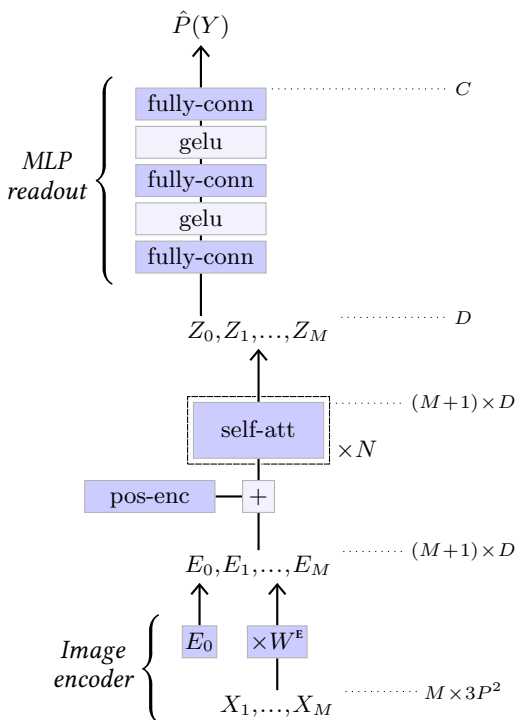 P̂(Y)
fully-conn
C
gelu
MLP
readout
fully-conn
gelu
fully-conn
Z₀,Z₁,...,Z_M
D
(M+1)×D
self-att
×N
pos-enc
+
E₀,E₁,...,E_M
(M+1)×D
Image
encoder
E₀
×Wᴱ
X₁,...,X_M
M×3P²